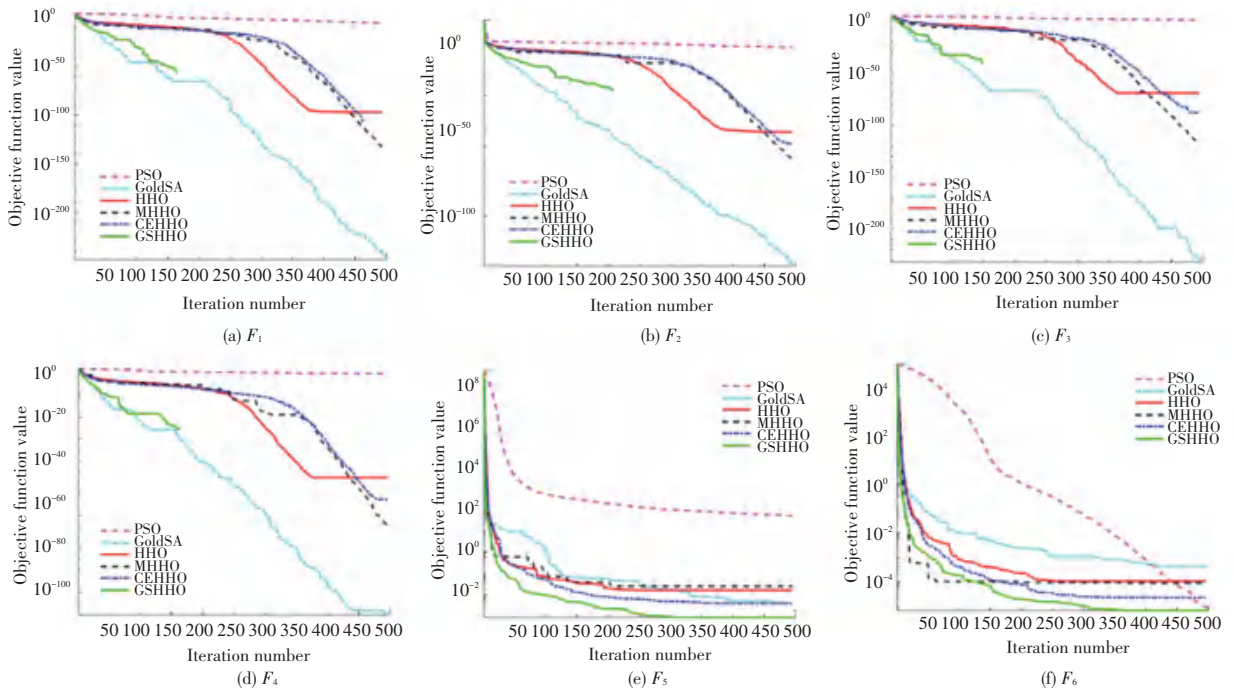 Objective function value
10^0
10^-50
10^-100
10^-150
10^-200
PSO
GoldSA
HHO
MHHO
CEHHO
GSHHO
50 100 150 200 250 300 350 400 450 500
Iteration number
(a) F₁
Objective function value
10^0
10^-50
10^-100
PSO
GoldSA
HHO
MHHO
CEHHO
GSHHO
50 100 150 200 250 300 350 400 450 500
Iteration number
(b) F₂
Objective function value
10^0
10^-50
10^-100
10^-150
10^-200
PSO
GoldSA
HHO
MHHO
CEHHO
GSHHO
50 100 150 200 250 300 350 400 450 500
Iteration number
(c) F₃
Objective function value
10^0
10^-20
10^-40
10^-60
10^-80
10^-100
PSO
GoldSA
HHO
MHHO
CEHHO
GSHHO
50 100 150 200 250 300 350 400 450 500
Iteration number
(d) F₄
Objective function value
10^8
10^6
10^4
10^2
10^0
10^-2
PSO
GoldSA
HHO
MHHO
CEHHO
GSHHO
50 100 150 200 250 300 350 400 450 500
Iteration number
(e) F₅
Objective function value
10^4
10^2
10^0
10^-2
10^-4
PSO
GoldSA
HHO
MHHO
CEHHO
GSHHO
50 100 150 200 250 300 350 400 450 500
Iteration number
(f) F₆